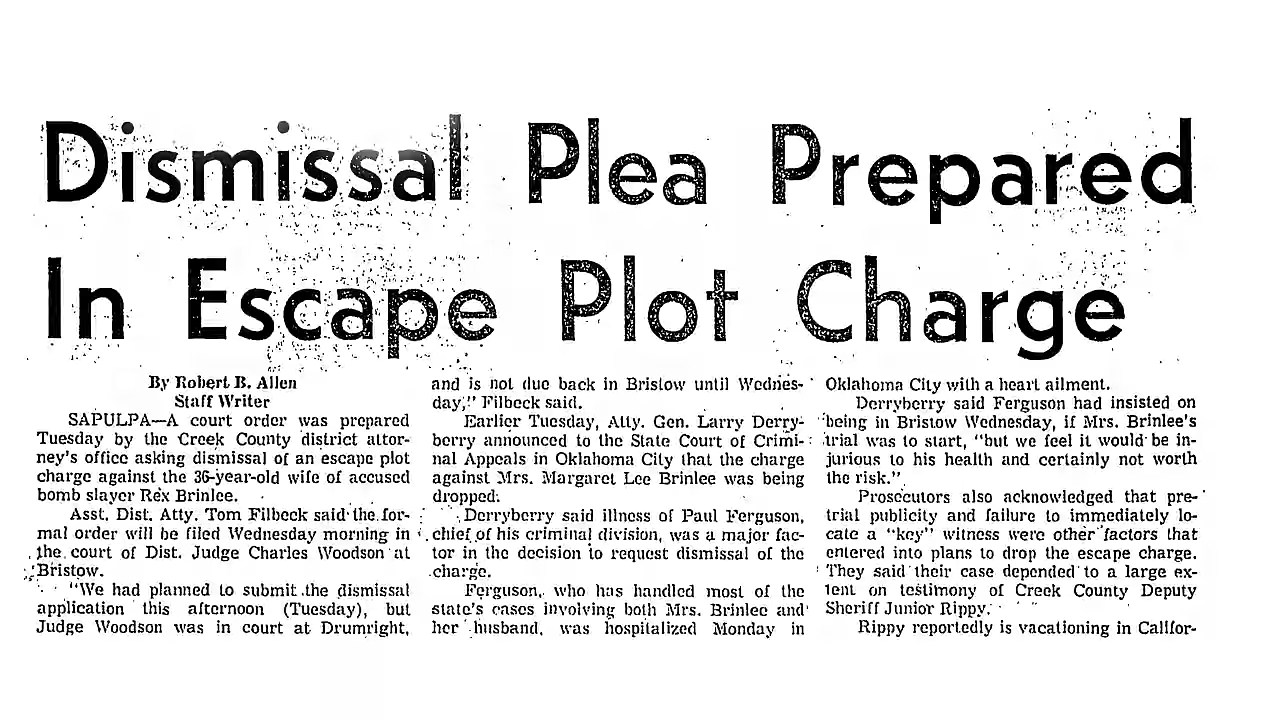 Dismissal Plea Prepared
In Escape Plot Charge
By Robert B. Allen
Staff Writer
SAPULPA—A court order was prepared
Tuesday by the Creek County district attor-
ney's office asking dismissal of an escape plot
charge against the 36-year-old wife of accused
bomb slayer Rex Brinlee.
Asst. Dist. Atty. Tom Filbeck said the for-
mal order will be filed Wednesday morning in
the court of Dist. Judge Charles Woodson at
Bristow.
"We had planned to submit the dismissal
application this afternoon (Tuesday), but
Judge Woodson was in court at Drumright,
and is not due back in Bristow until Wednes-
day," Filbeck said.
Earlier Tuesday, Atty. Gen. Larry Derry-
berry announced to the State Court of Crimi-
nal Appeals in Oklahoma City that the charge
against Mrs. Margaret Lee Brinlee was being
dropped.
Derryberry said illness of Paul Ferguson,
chief of his criminal division, was a major fac-
tor in the decision to request dismissal of the
charge.
Ferguson, who has handled most of the
state's cases involving both Mrs. Brinlee and
her husband, was hospitalized Monday in
Oklahoma City with a heart ailment.
Derryberry said Ferguson had insisted on
being in Bristow Wednesday, if Mrs. Brinlee's
trial was to start, "but we feel it would be in-
jurious to his health and certainly not worth
the risk."
Prosecutors also acknowledged that pre-
trial publicity and failure to immediately lo-
cate a "key" witness were other factors that
entered into plans to drop the escape charge.
They said their case depended to a large ex-
tent on testimony of Creek County Deputy
Sheriff Junior Rippy.
Rippy reportedly is vacationing in Califor-